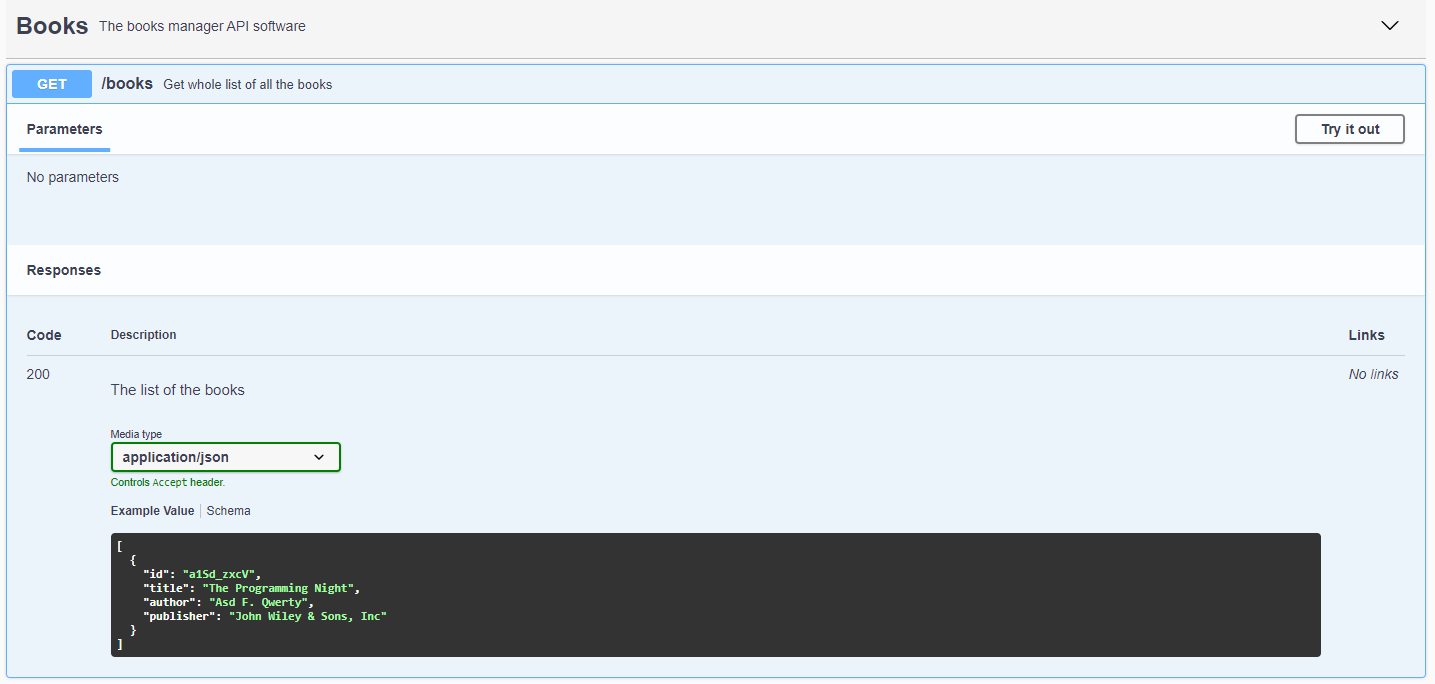 Books The books manager API software
GET /books Get whole list of all the books
Parameters Try it out
No parameters
Responses
Code Description Links
200 No links
The list of the books
Media type
application/json
Controls Accept header.
Example Value Schema
[
  {
    "id": "a1Sd_zxcV",
    "title": "The Programming Night",
    "author": "Asd F. Qwerty",
    "publisher": "John Wiley & Sons, Inc"
  }
]